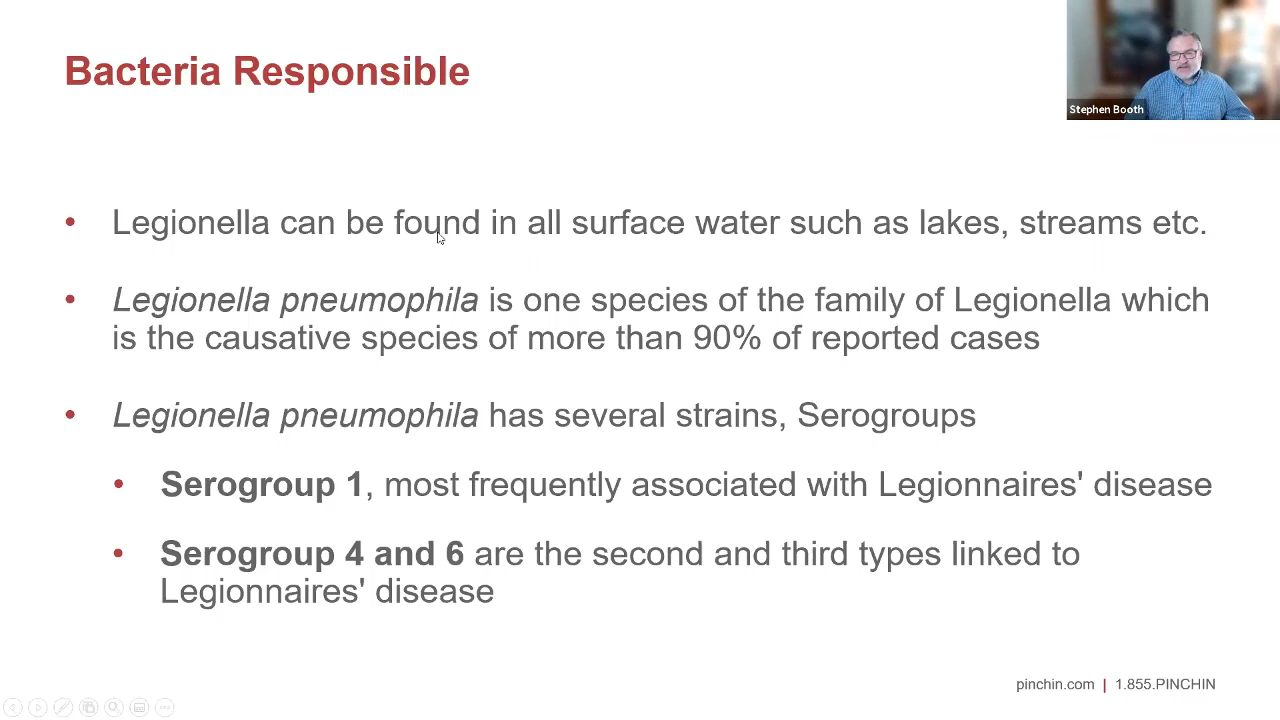 Bacteria Responsible
Stephen Booth
• Legionella can be found in all surface water such as lakes, streams etc.
• Legionella pneumophila is one species of the family of Legionella which
is the causative species of more than 90% of reported cases
• Legionella pneumophila has several strains, Serogroups
• Serogroup 1, most frequently associated with Legionnaires' disease
• Serogroup 4 and 6 are the second and third types linked to
Legionnaires' disease
pinchin.com | 1.855.PINCHIN